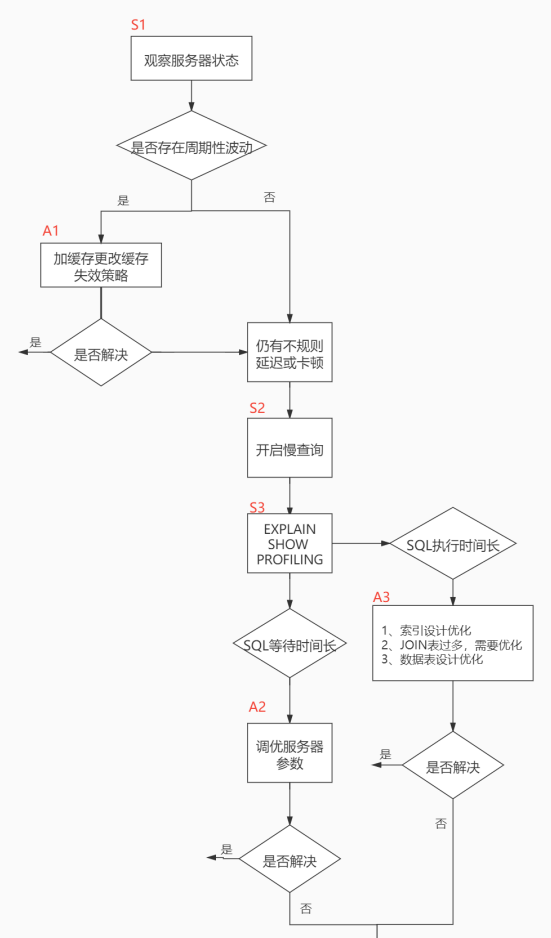 S1
观察服务器状态
是否存在周期性波动
是
否
A1
加缓存更改缓存
失效策略
是
是否解决
仍有不规则
延迟或卡顿
S2
开启慢查询
S3
EXPLAIN
SHOW
PROFILING
SQL执行时间长
A3
1、索引设计优化
2、JOIN表过多，需要优化
3、数据表设计优化
SQL等待时间长
A2
调优服务器
参数
是
是否解决
否
是
是否解决
否